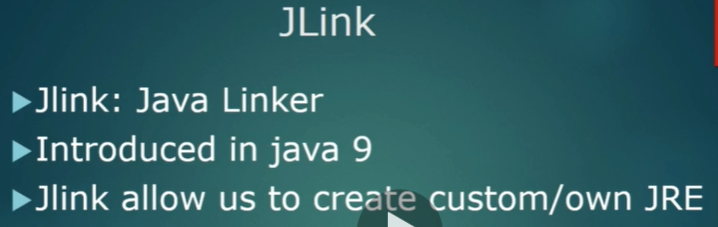 JLink
Jlink: Java Linker
Introduced in java 9
Jlink allow us to create custom/own JRE